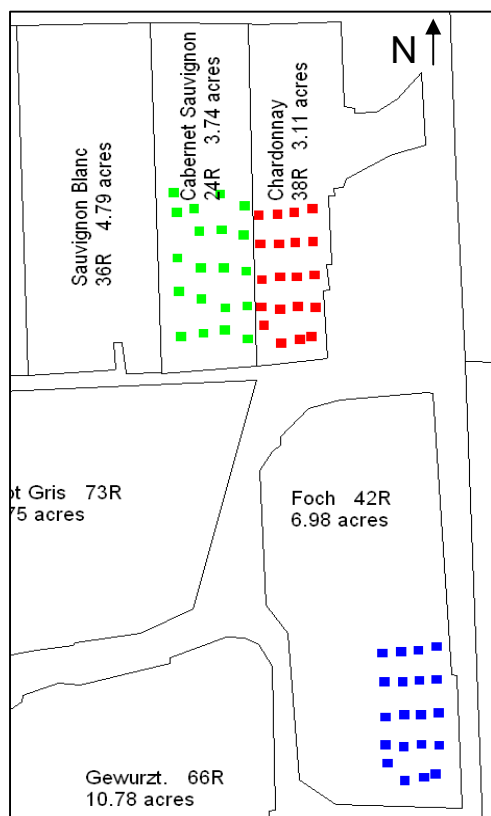 N
Sauvignon Blanc
36R 4.79 acres
Cabernet Sauvignon
24R 3.74 acres
Chardonnay
38R 3.11 acres
ot Gris 73R
75 acres
Foch 42R
6.98 acres
Gewurzt. 66R
10.78 acres